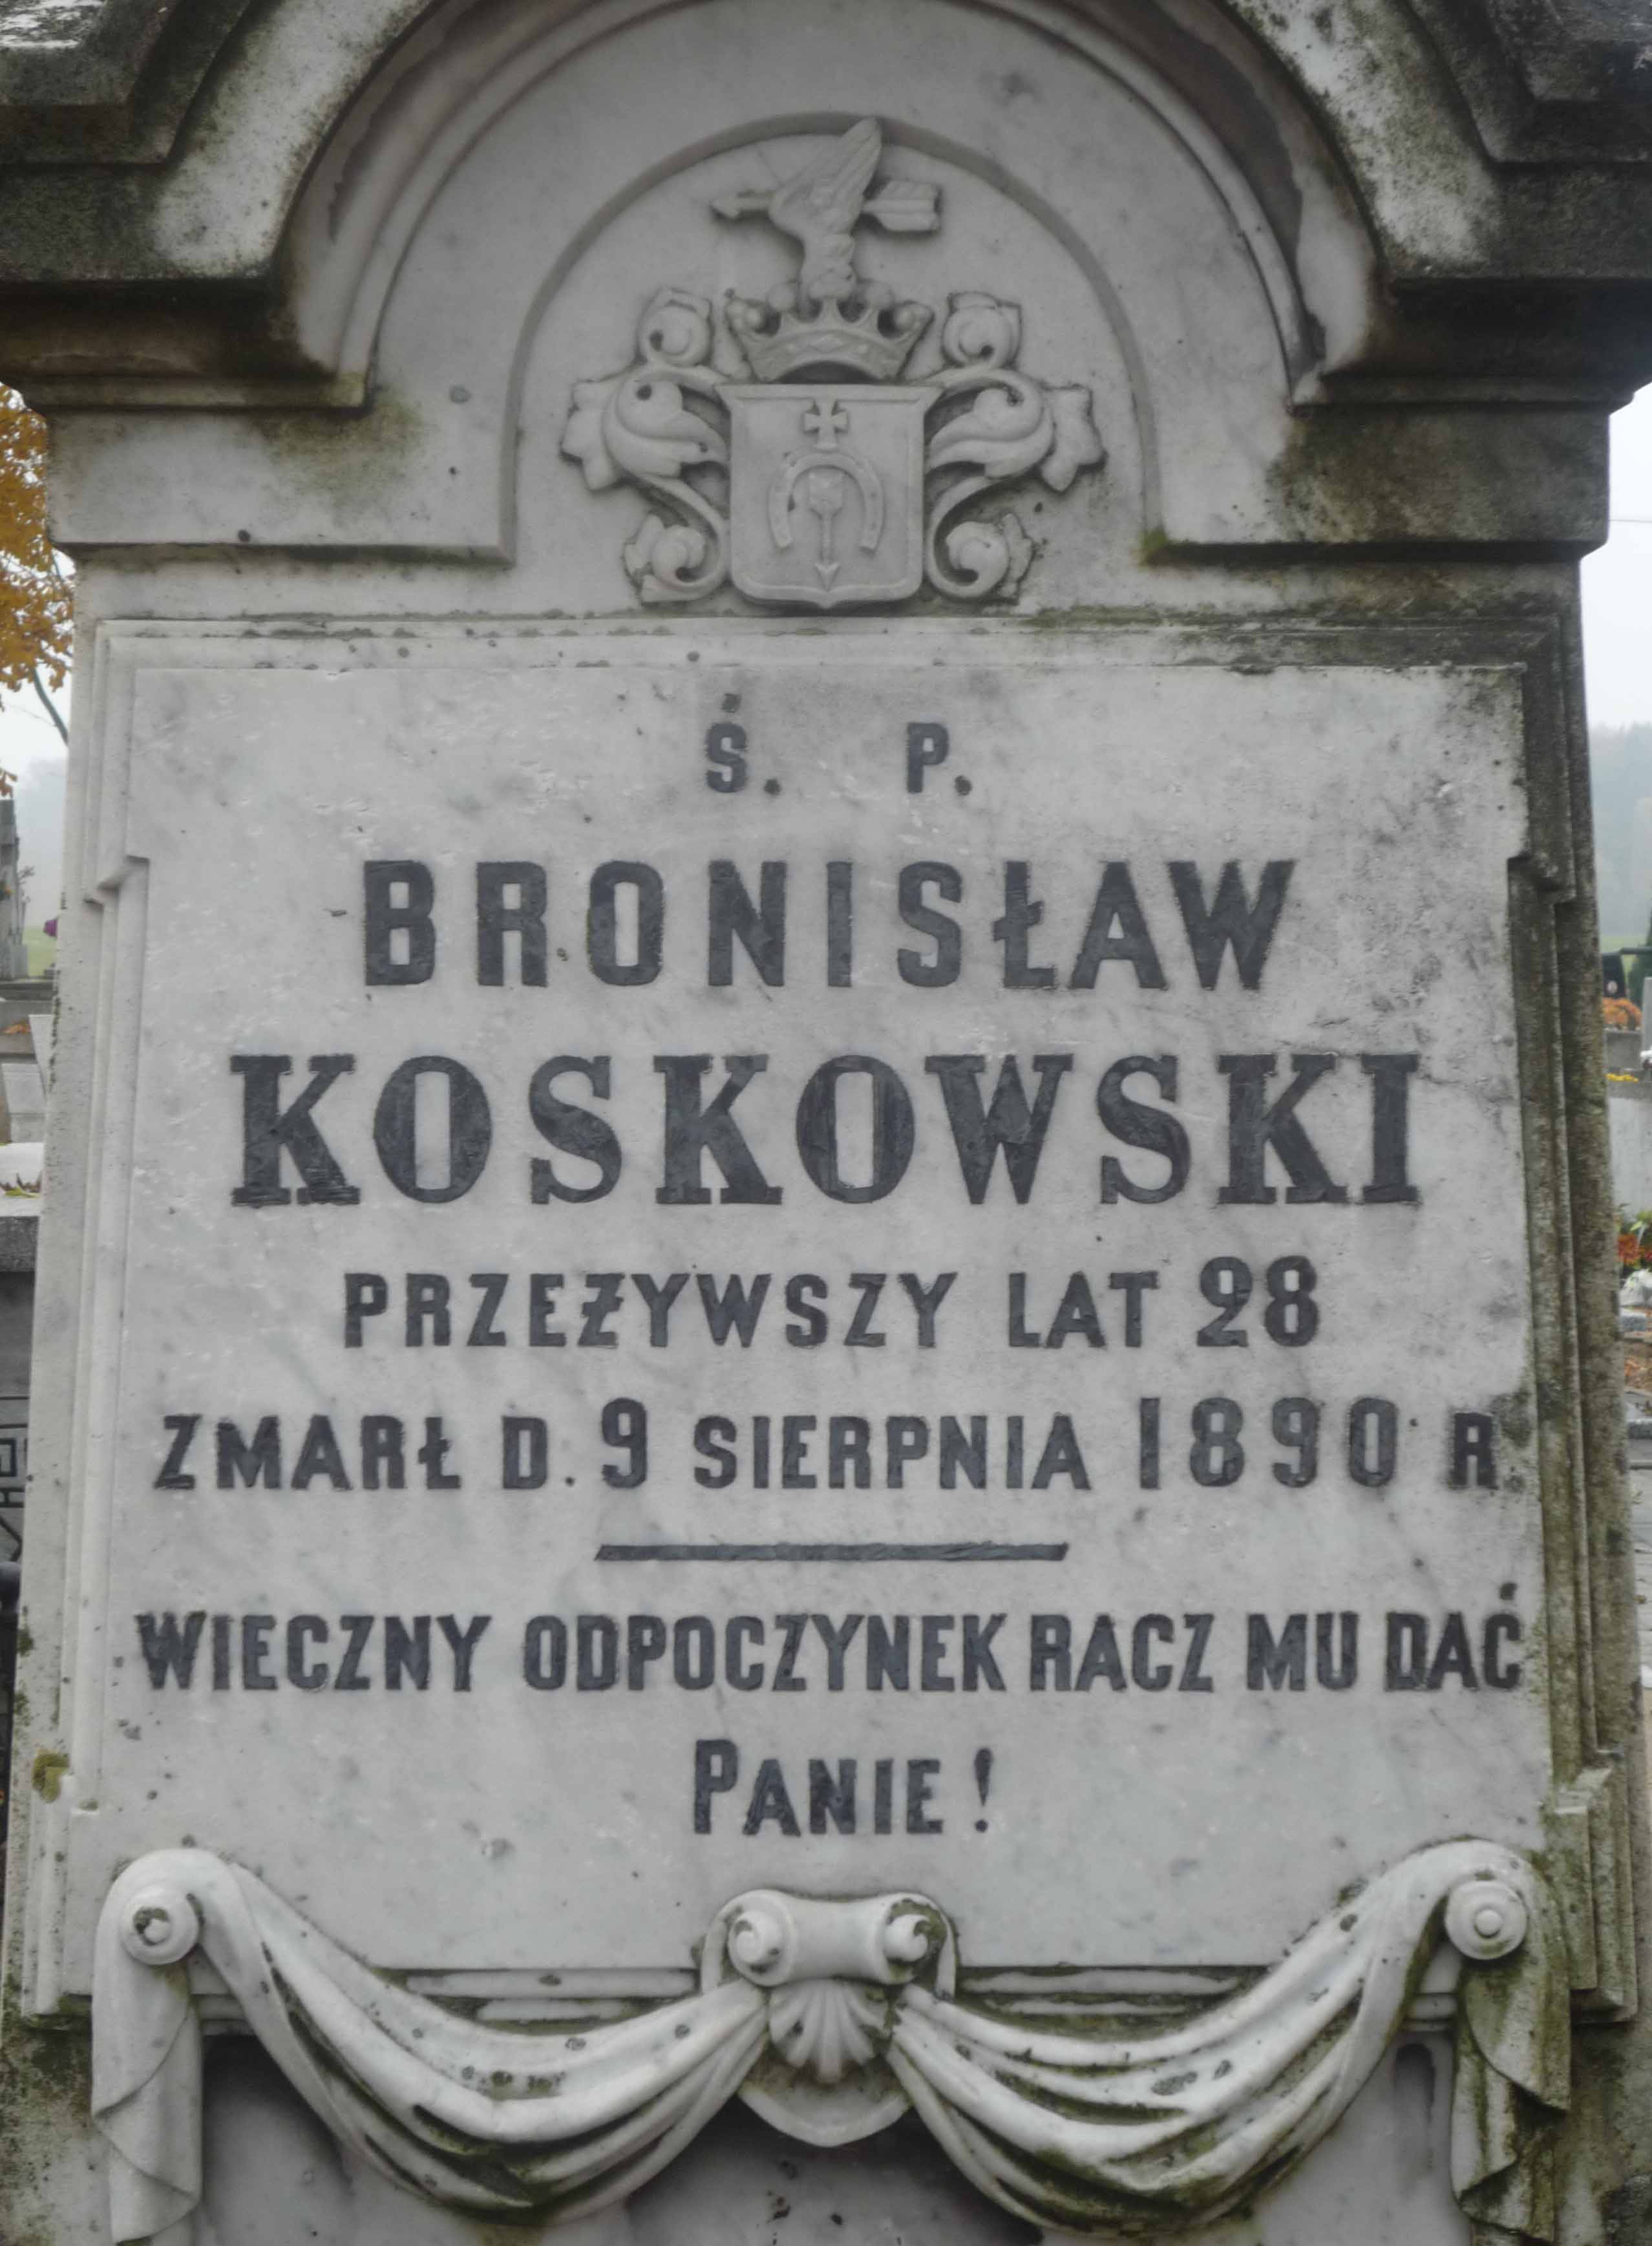 Ś. P.
BRONISŁAW
KOSKOWSKI
PRZEŻYWSZY LAT 28
ZMARŁ D. 9 SIERPNIA 1890 R.
WIECZNY ODPOCZYNEK RACZ MU DAĆ
PANIE!